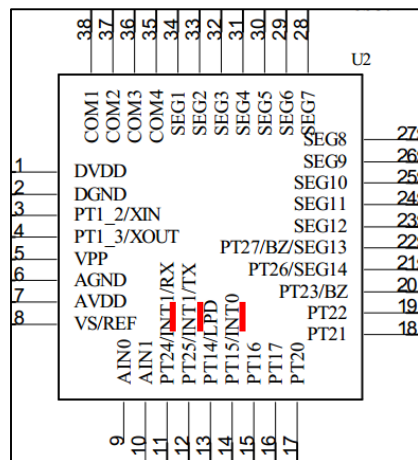 38 37 36 35 34 33 32 31 30 29 28
U2
COM1 COM2 COM3 COM4 SEG1 SEG2 SEG3 SEG4 SEG5 SEG6 SEG7
1 DVDD
2 DGND
3 PT1_2/XIN
4 PT1_3/XOUT
5 VPP
6 AGND
7 AVDD
8 VS/REF
SEG8 27
SEG9 26
SEG10 25
SEG11 24
SEG12 23
PT27/BZ/SEG13 22
PT26/SEG14 21
PT23/BZ 20
PT22 19
PT21 18
AIN0 AIN1 PT24/INT1/RX PT25/INT1/TX PT14/LPD PT15/INT0 PT16 PT17 PT20
9 10 11 12 13 14 15 16 17